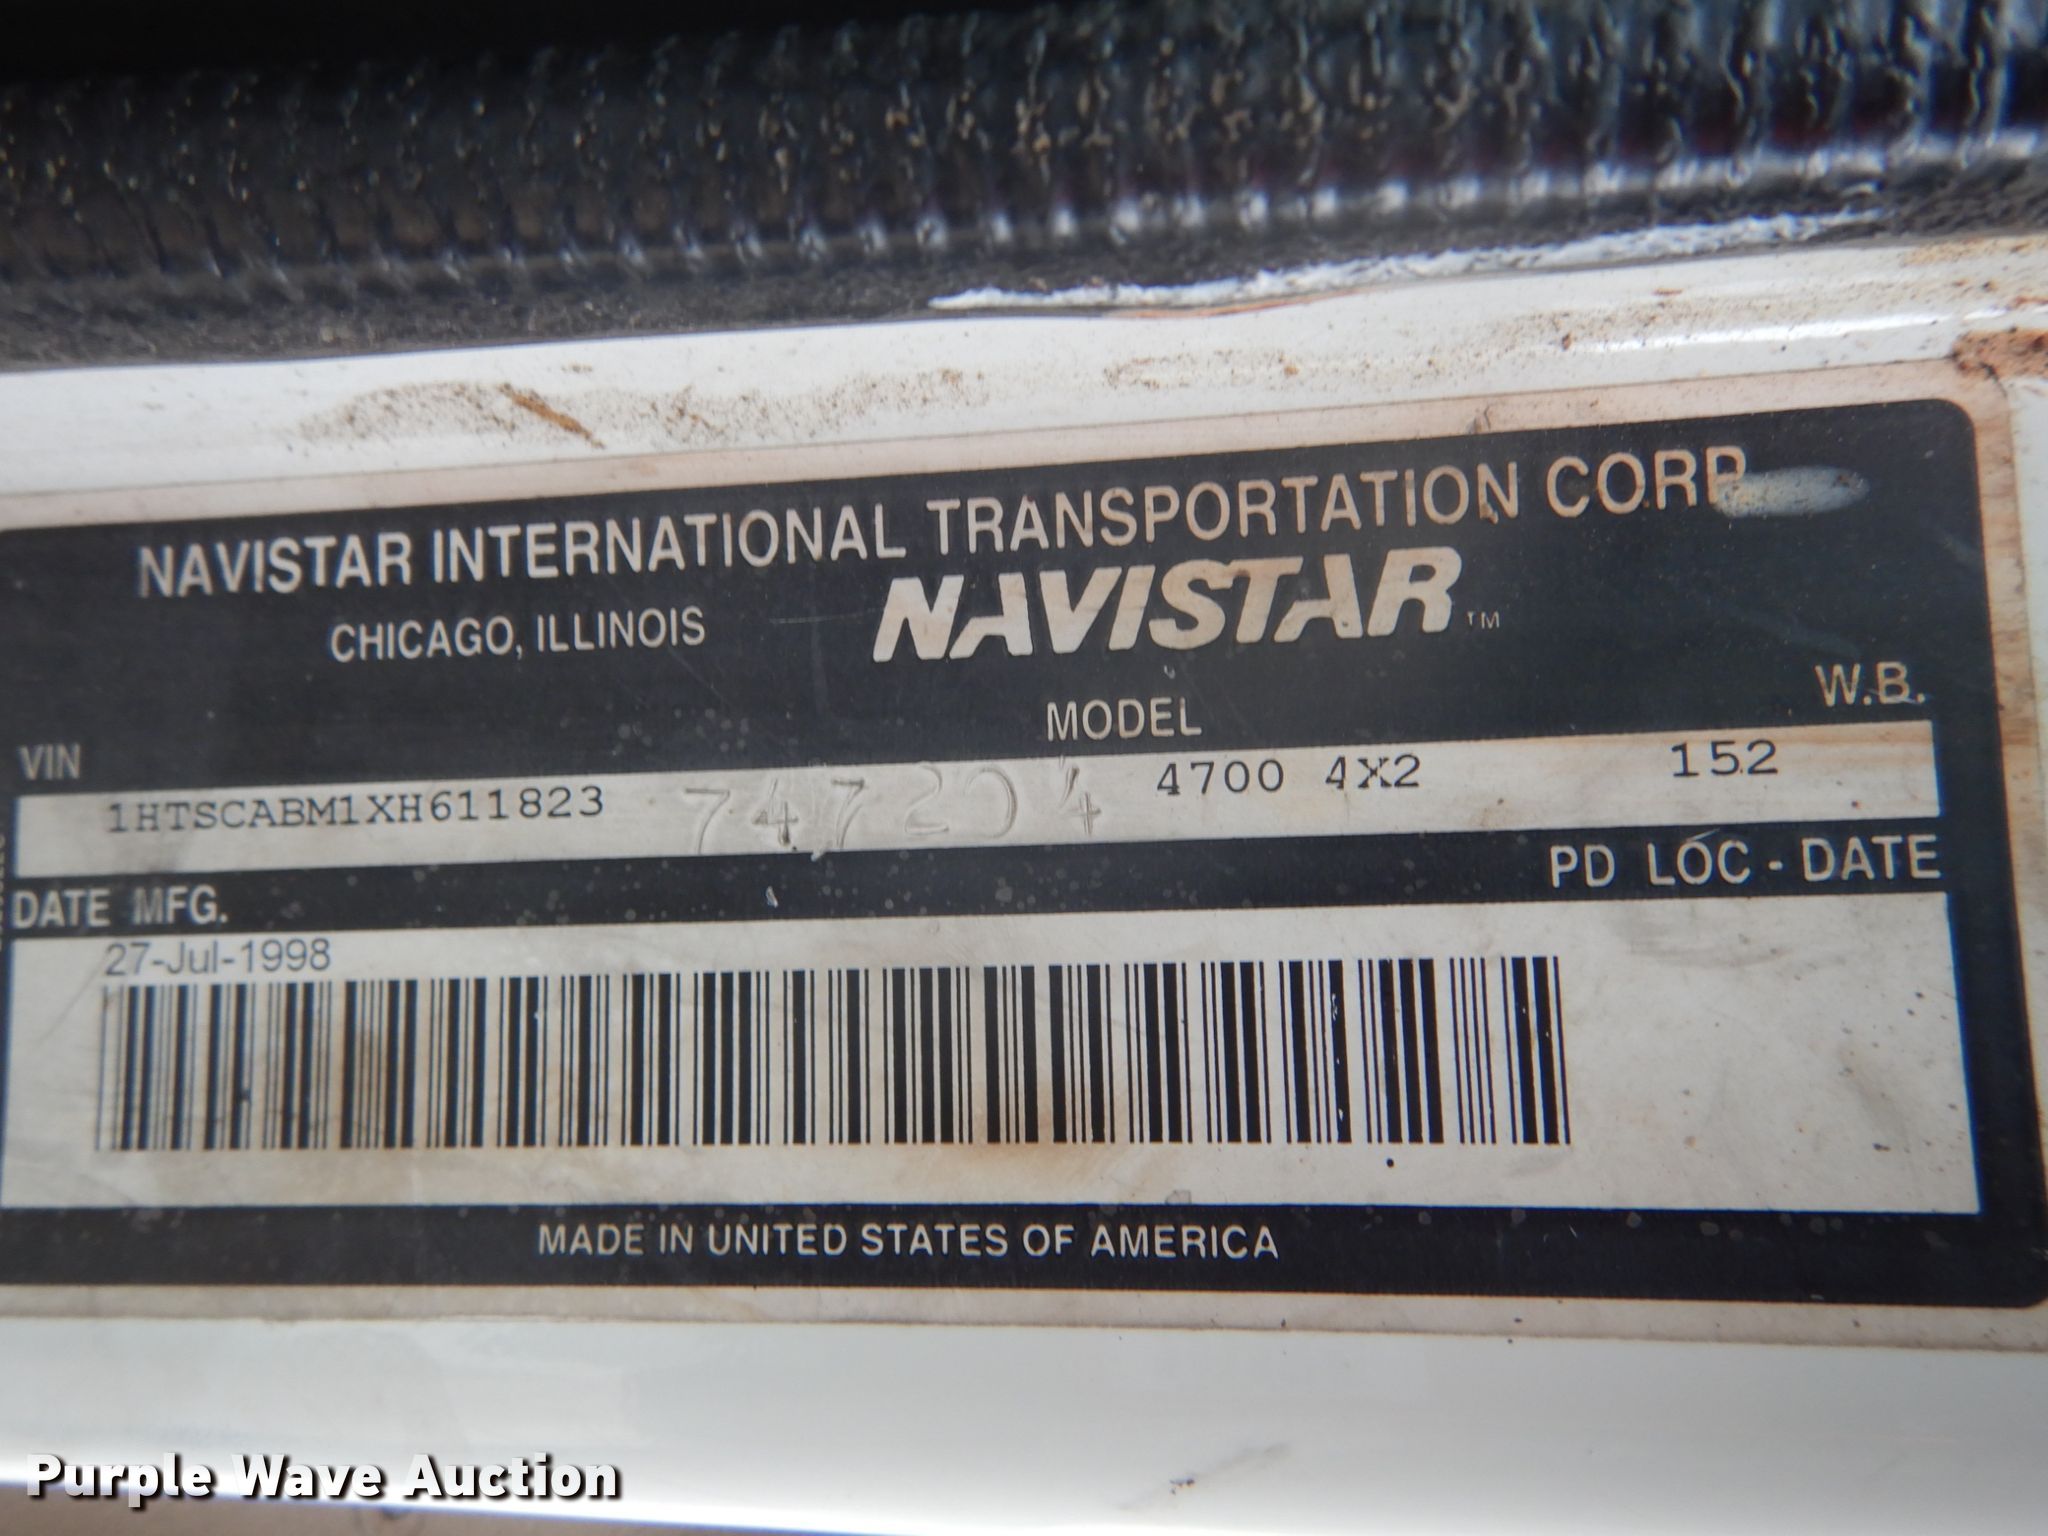 NAVISTAR INTERNATIONAL TRANSPORTATION CORP
CHICAGO, ILLINOIS
NAVISTAR™
VIN
MODEL
W.B.
1HTSCABM1XH611823
747204
4700 4X2
152
DATE MFG.
PD LOC - DATE
27-Jul-1998
MADE IN UNITED STATES OF AMERICA
Purple Wave Auction